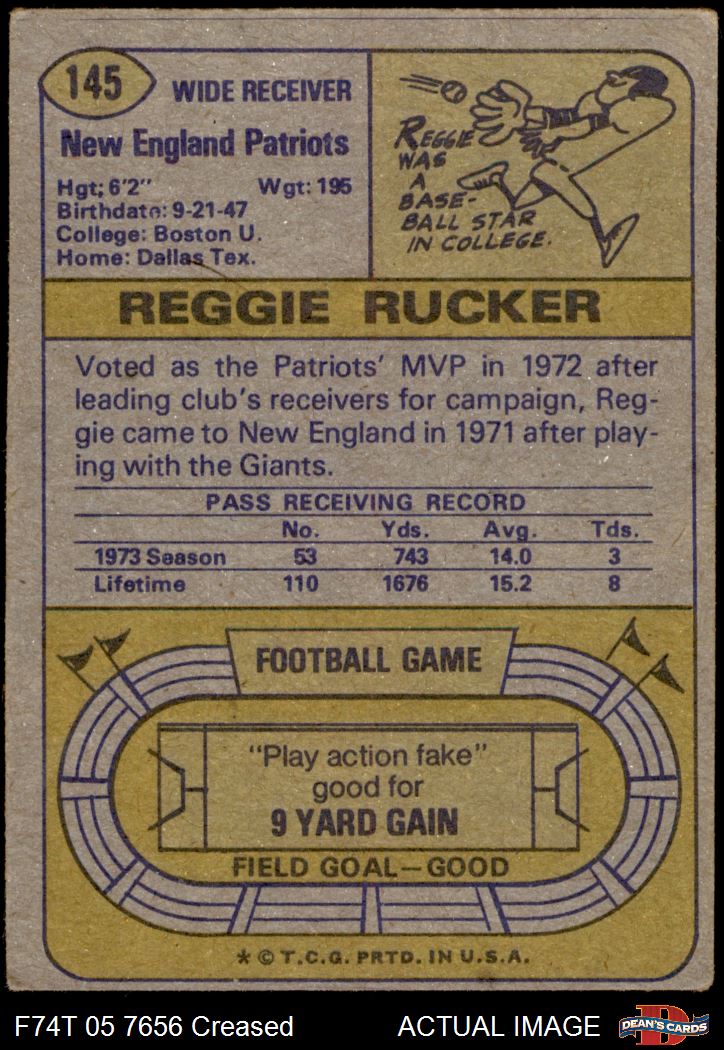 145
WIDE RECEIVER
New England Patriots
Hgt; 6'2" Wgt: 195
Birthdate: 9-21-47
College: Boston U.
Home: Dallas Tex.
REGGIE
WAS
A
BASE-
BALL STAR
IN COLLEGE.
REGGIE RUCKER
Voted as the Patriots' MVP in 1972 after
leading club's receivers for campaign, Reg-
gie came to New England in 1971 after play-
ing with the Giants.
PASS RECEIVING RECORD
No. Yds. Avg. Tds.
1973 Season 53 743 14.0 3
Lifetime 110 1676 15.2 8
FOOTBALL GAME
"Play action fake"
good for
9 YARD GAIN
FIELD GOAL—GOOD
* © T.C.G. PRTD. IN U.S.A.
F74T 05 7656 Creased ACTUAL IMAGE
D
DEAN'S CARDS